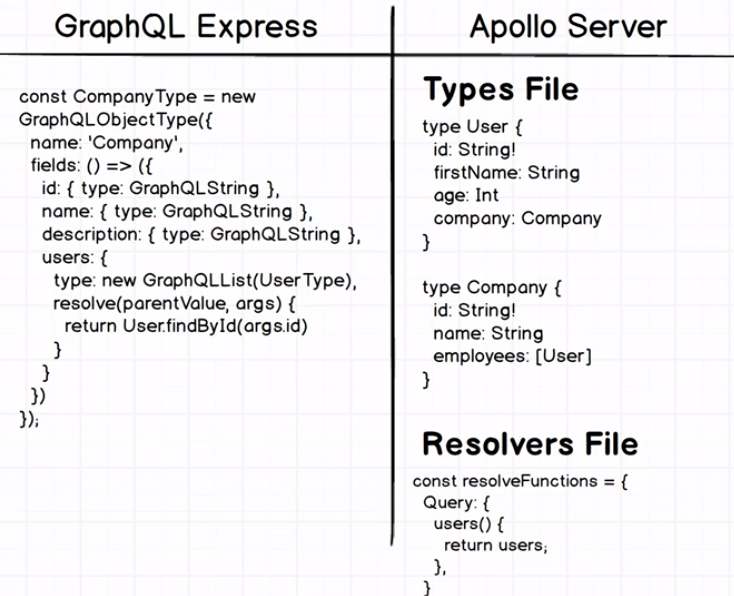 GraphQL Express
const CompanyType = new
GraphQLObjectType({
name: 'Company',
fields: () => ({
id: { type: GraphQLString },
name: { type: GraphQLString },
description: { type: GraphQLString },
users: {
type: new GraphQLList(UserType),
resolve(parentValue, args) {
return User.findById(args.id)
}
}
})
});
Apollo Server
Types File
type User {
id: String!
firstName: String
age: Int
company: Company
}
type Company {
id: String!
name: String
employees: [User]
}
Resolvers File
const resolveFunctions = {
Query: {
users() {
return users;
},
}